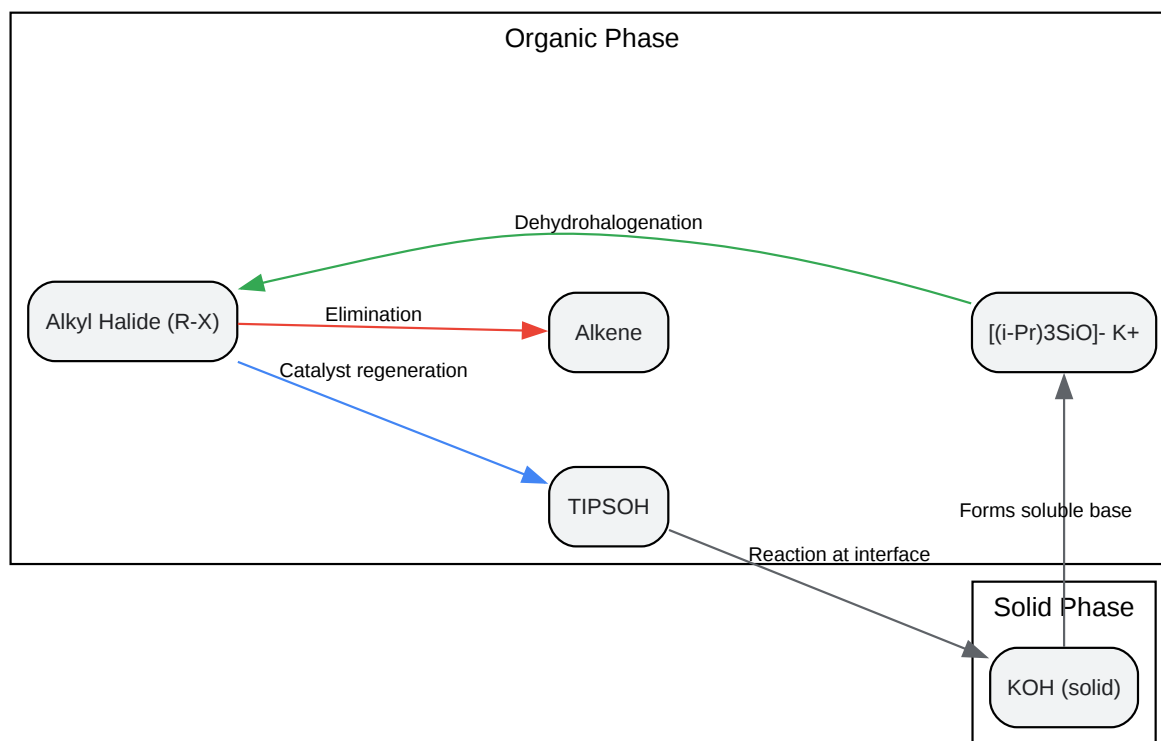 Organic Phase
Dehydrohalogenation
Alkyl Halide (R-X)
Elimination
Alkene
[(i-Pr)3SiO]- K+
Catalyst regeneration
TIPSOH
Forms soluble base
Reaction at interface
Solid Phase
KOH (solid)